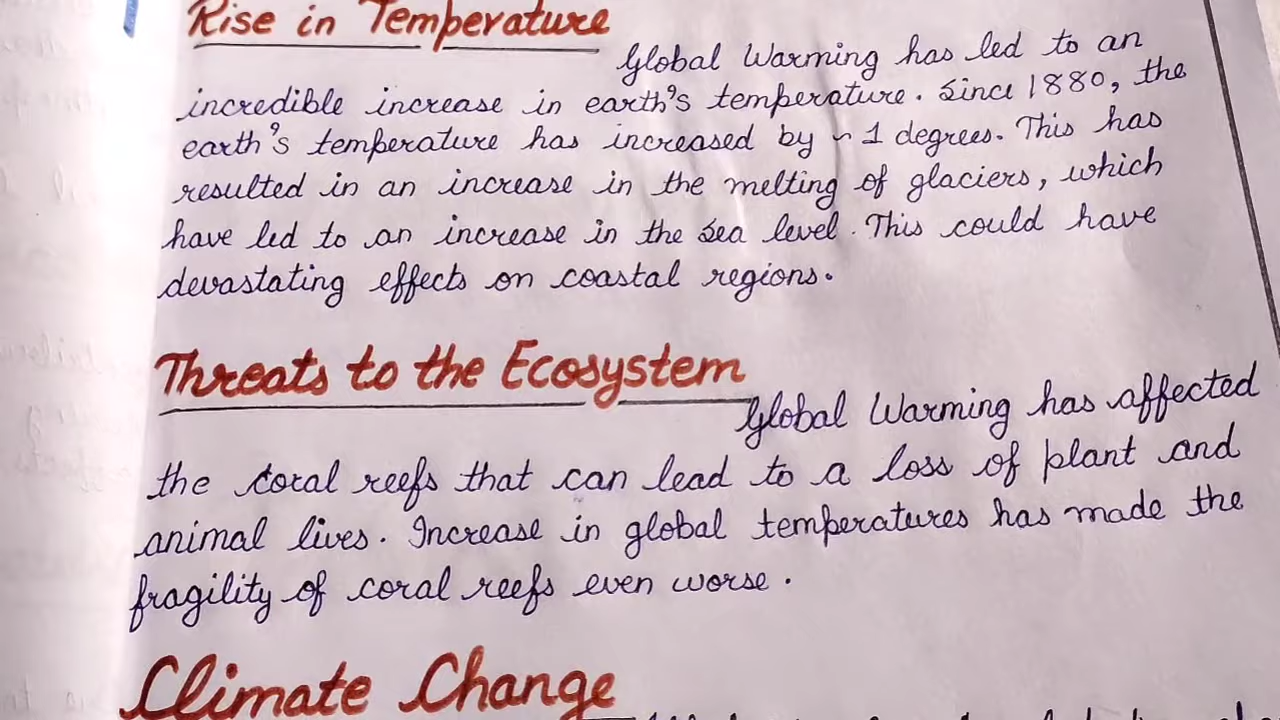 Rise in Temperature
Global Warming has led to an
incredible increase in earth's temperature. Since 1880, the
earth's temperature has increased by ~1 degrees. This has
resulted in an increase in the melting of glaciers, which
have led to an increase in the sea level. This could have
devastating effects on coastal regions.
Threats to the Ecosystem
Global Warming has affected
the coral reefs that can lead to a loss of plant and
animal lives. Increase in global temperatures has made the
fragility of coral reefs even worse.
Climate Change